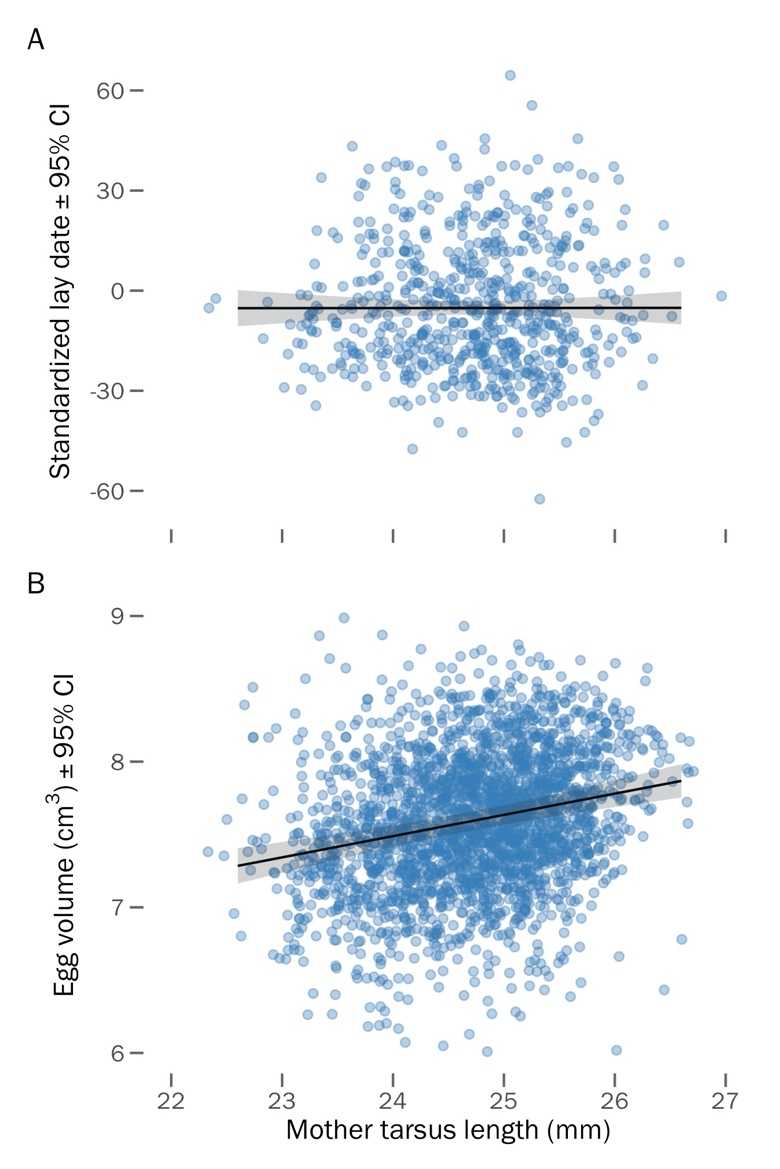 A
Standardized lay date ± 95% CI
60
30
0
-30
-60
B
Egg volume (cm³) ± 95% CI
9
8
7
6
22 23 24 25 26 27
Mother tarsus length (mm)